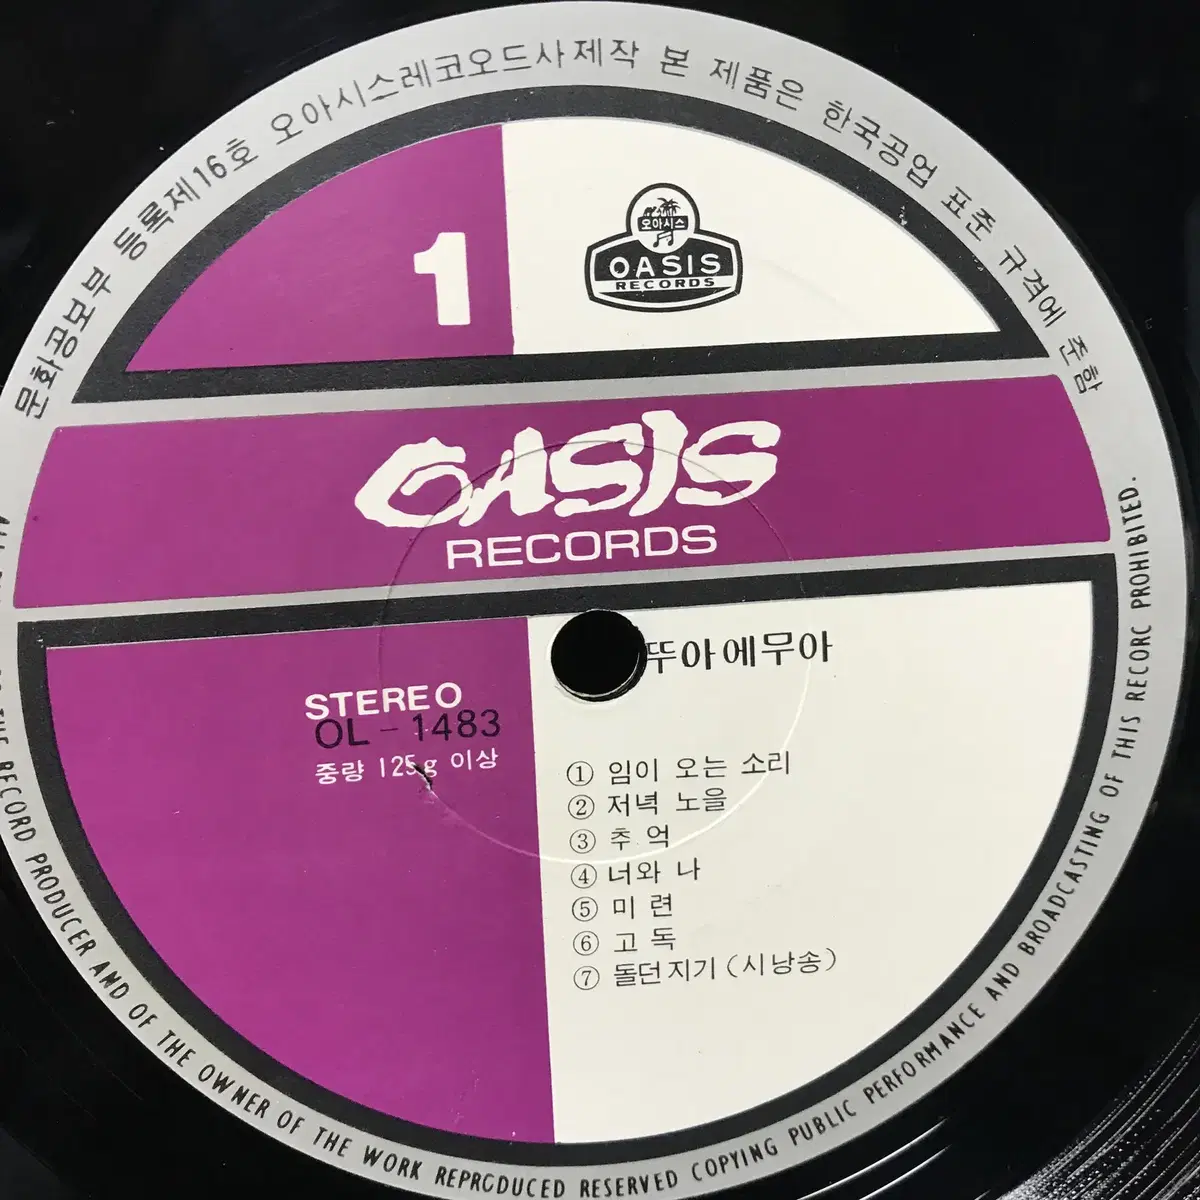 문화공보부 등록제16호 오아시스레코오드사제작 본 제품은 한국공업 표준 규격에 준함
1
오아시스
OASIS
RECORDS
OASIS
RECORDS
뚜아에무아
STEREO
OL-1483
중량 125g 이상
① 임이 오는 소리
② 저녁 노을
③ 추억
④ 너와 나
⑤ 미련
⑥ 고독
⑦ 돌던지기 (시낭송)
THE RECORD PRODUCER AND OF THE OWNER OF THE WORK REPRODUCED RESERVED COPYING PUBLIC PERFORMANCE AND BROADCASTING OF THIS RECORC PROHIBITED.